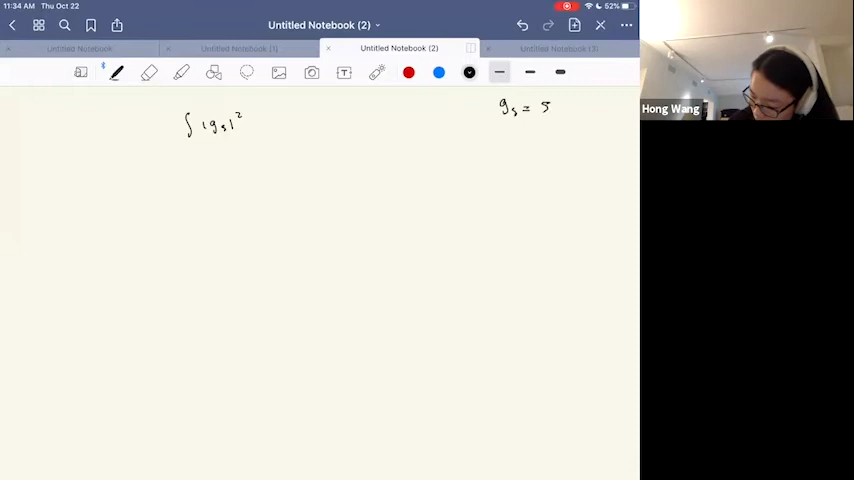 11:34 AM Thu Oct 22
52%
Untitled Notebook (2)
Untitled Notebook
Untitled Notebook (1)
Untitled Notebook (2)
Untitled Notebook (3)
T
Hong Wang
g_s = 5
∫ |g_s|^2